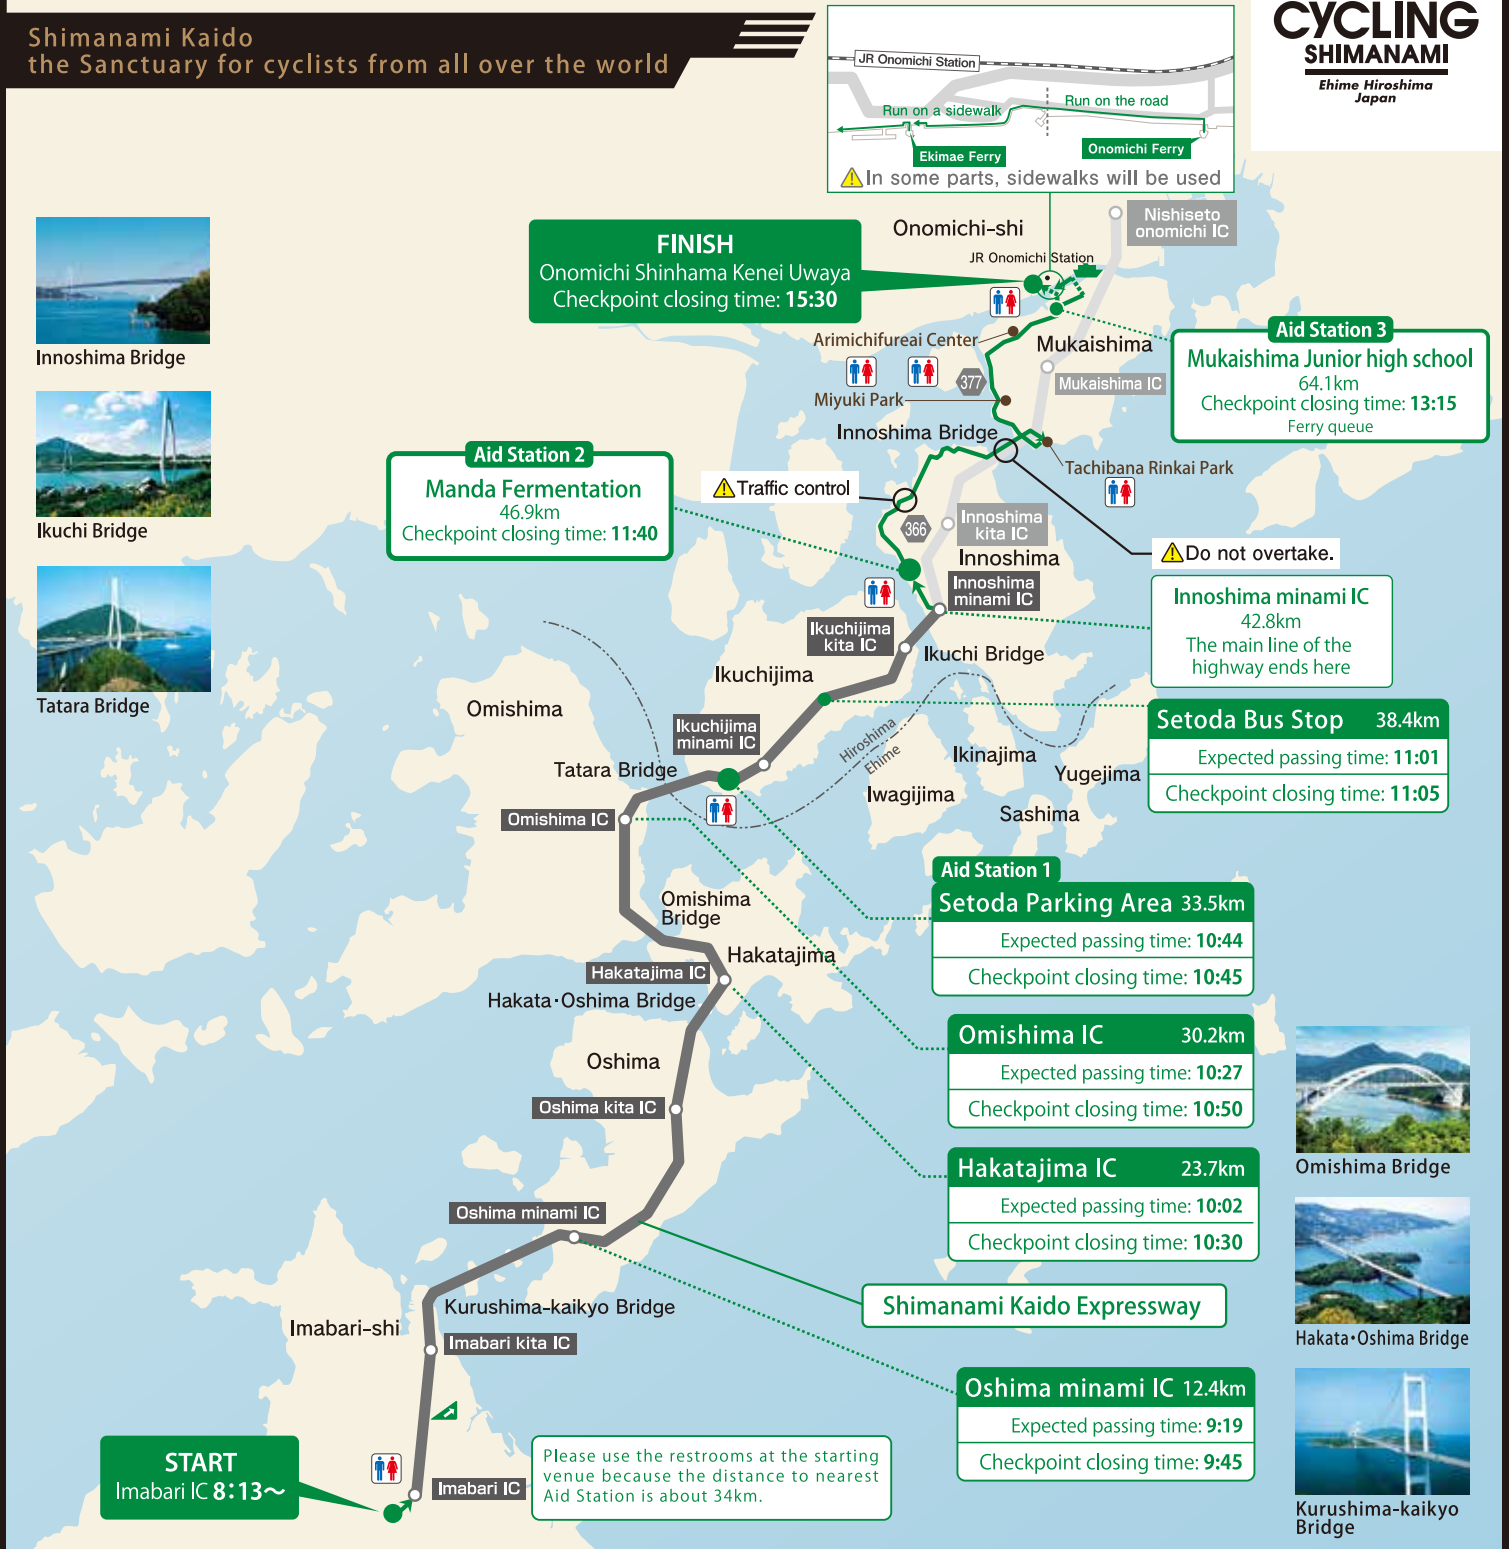 Shimanami Kaido
the Sanctuary for cyclists from all over the world
CYCLING
SHIMANAMI
Ehime Hiroshima
Japan
JR Onomichi Station
Run on a sidewalk
Run on the road
Ekimae Ferry
Onomichi Ferry
In some parts, sidewalks will be used
Innoshima Bridge
Ikuchi Bridge
Tatara Bridge
Onomichi-shi
Nishiseto
onomichi IC
JR Onomichi Station
FINISH
Onomichi Shinhama Kenei Uwaya
Checkpoint closing time: 15:30
Arimichifureai Center
Mukaishima
Mukaishima IC
377
Miyuki Park
Innoshima Bridge
Tachibana Rinkai Park
Aid Station 3
Mukaishima Junior high school
64.1km
Checkpoint closing time: 13:15
Ferry queue
Aid Station 2
Manda Fermentation
46.9km
Checkpoint closing time: 11:40
Traffic control
366
Innoshima
kita IC
Innoshima
Do not overtake.
Innoshima
minami IC
Innoshima minami IC
42.8km
The main line of the
highway ends here
Ikuchijima
kita IC
Ikuchi Bridge
Ikuchijima
Omishima
Ikuchijima
minami IC
Hiroshima
Ehime
Setoda Bus Stop 38.4km
Expected passing time: 11:01
Checkpoint closing time: 11:05
Ikinajima
Yugejima
Iwagijima
Sashima
Tatara Bridge
Omishima IC
Aid Station 1
Setoda Parking Area 33.5km
Expected passing time: 10:44
Checkpoint closing time: 10:45
Omishima
Bridge
Hakatajima
Hakatajima IC
Hakata・Oshima Bridge
Omishima IC 30.2km
Expected passing time: 10:27
Checkpoint closing time: 10:50
Oshima
Oshima kita IC
Hakatajima IC 23.7km
Expected passing time: 10:02
Checkpoint closing time: 10:30
Omishima Bridge
Oshima minami IC
Shimanami Kaido Expressway
Hakata・Oshima Bridge
Kurushima-kaikyo Bridge
Imabari-shi
Imabari kita IC
Oshima minami IC 12.4km
Expected passing time: 9:19
Checkpoint closing time: 9:45
START
Imabari IC 8:13～
Imabari IC
Please use the restrooms at the starting
venue because the distance to nearest
Aid Station is about 34km.
Kurushima-kaikyo
Bridge